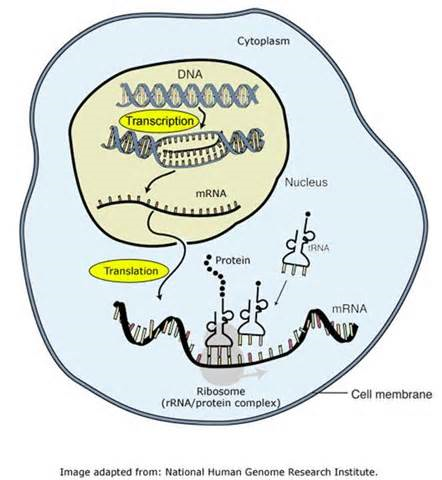 Cytoplasm
DNA
Transcription
mRNA
Nucleus
Translation
Protein
tRNA
mRNA
Ribosome
(rRNA/protein complex)
Cell membrane
Image adapted from: National Human Genome Research Institute.